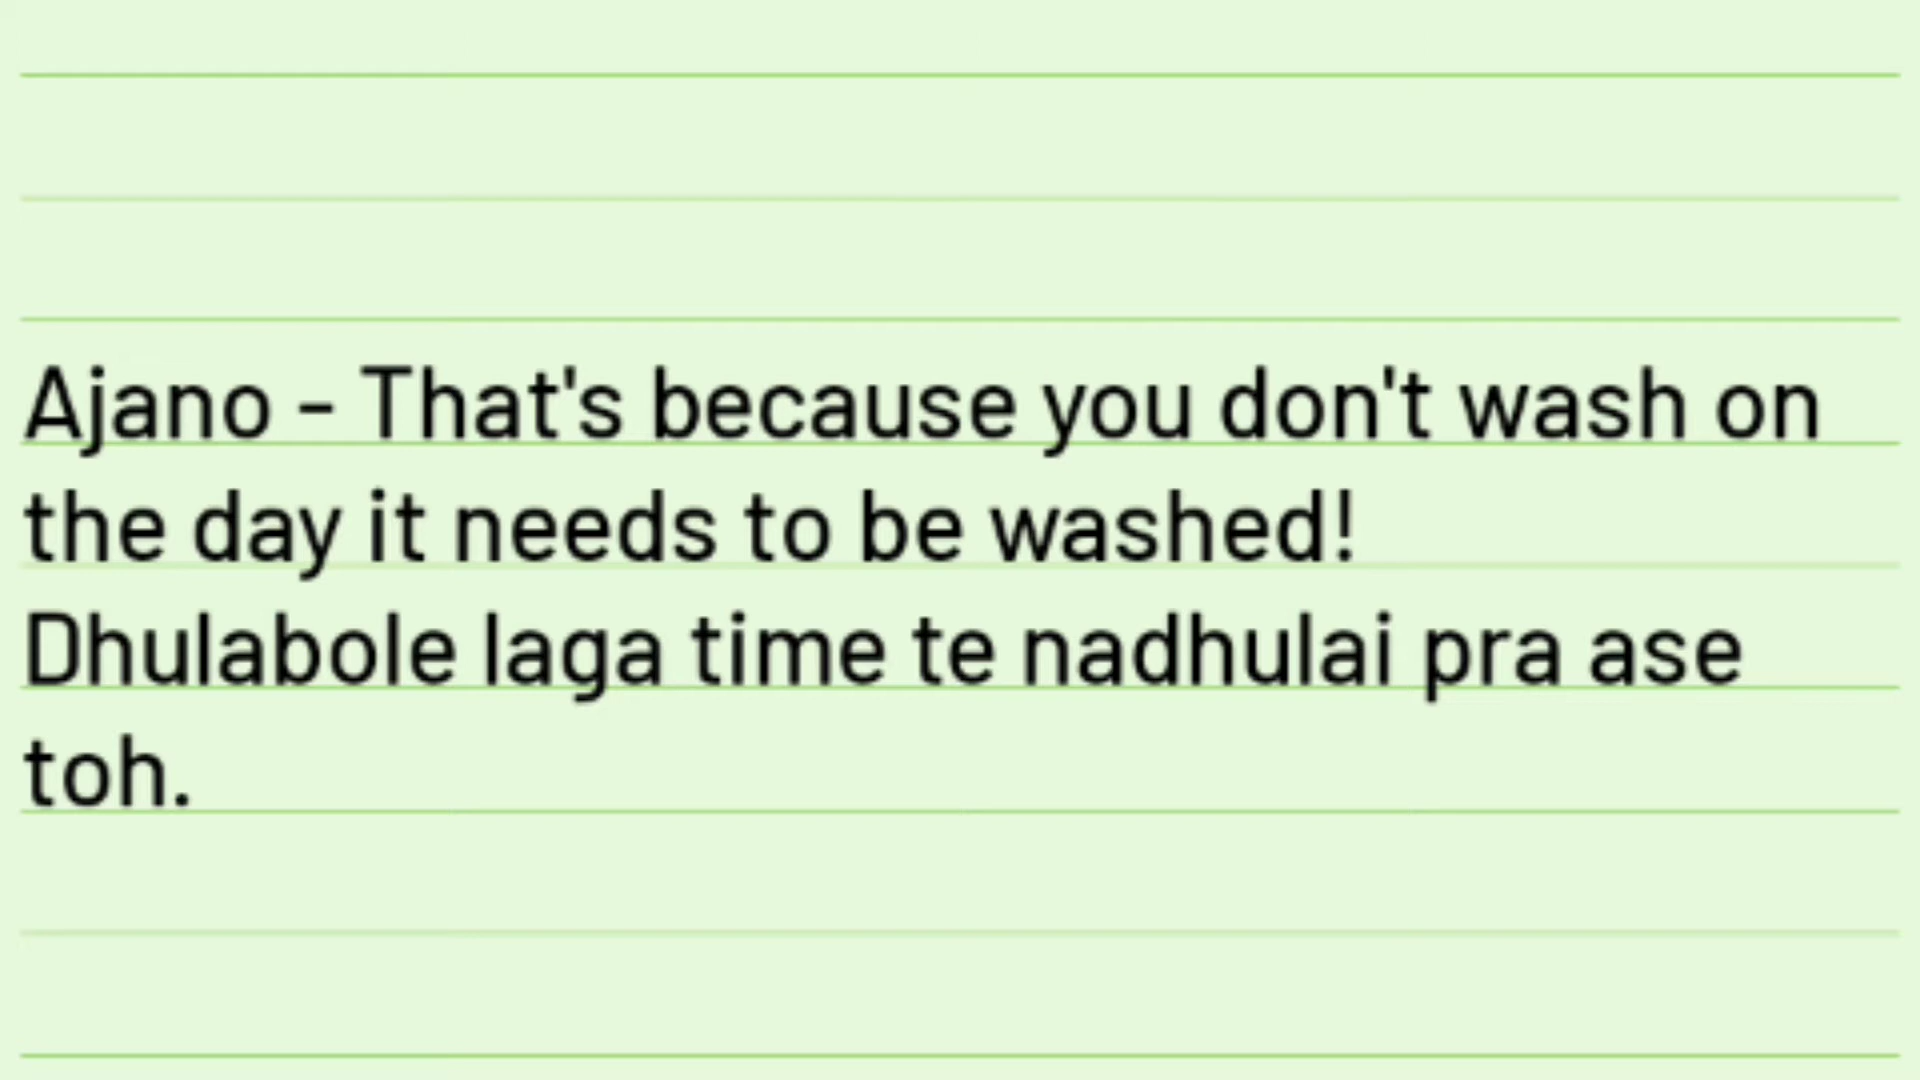 Ajano - That's because you don't wash on
the day it needs to be washed!
Dhulabole laga time te nadhulai pra ase
toh.